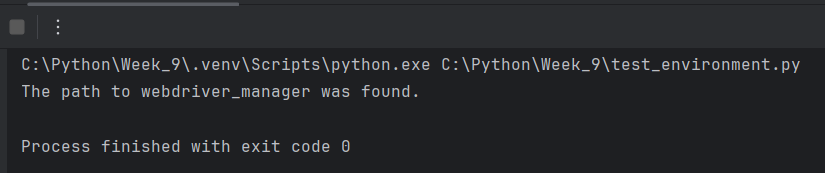 C:\Python\Week_9\.venv\Scripts\python.exe C:\Python\Week_9\test_environment.py
The path to webdriver_manager was found.
Process finished with exit code 0